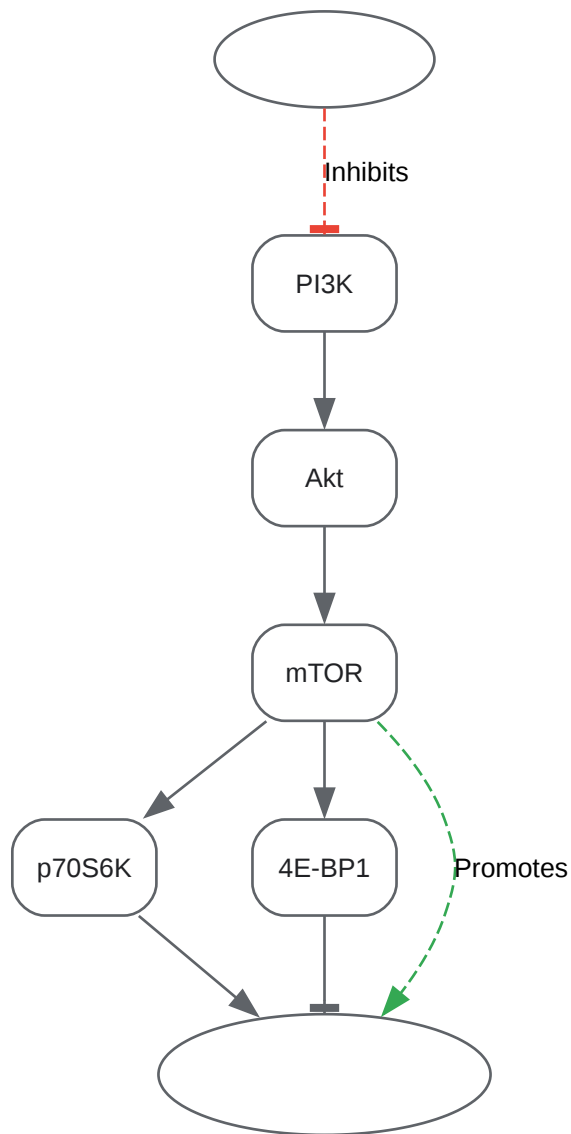 Inhibits
PI3K
Akt
mTOR
p70S6K
4E-BP1
Promotes